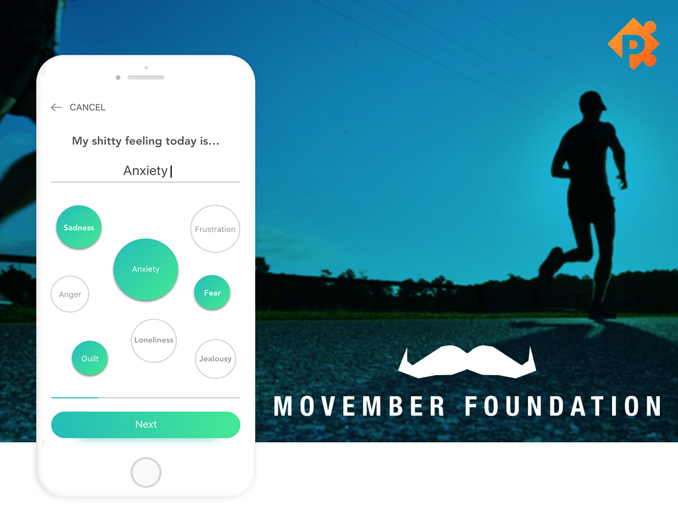 P
CANCEL
My shitty feeling today is...
Anxiety
Sadness
Frustration
Anxiety
Anger
Fear
Loneliness
Guilt
Jealousy
Next
MOVEMBER FOUNDATION